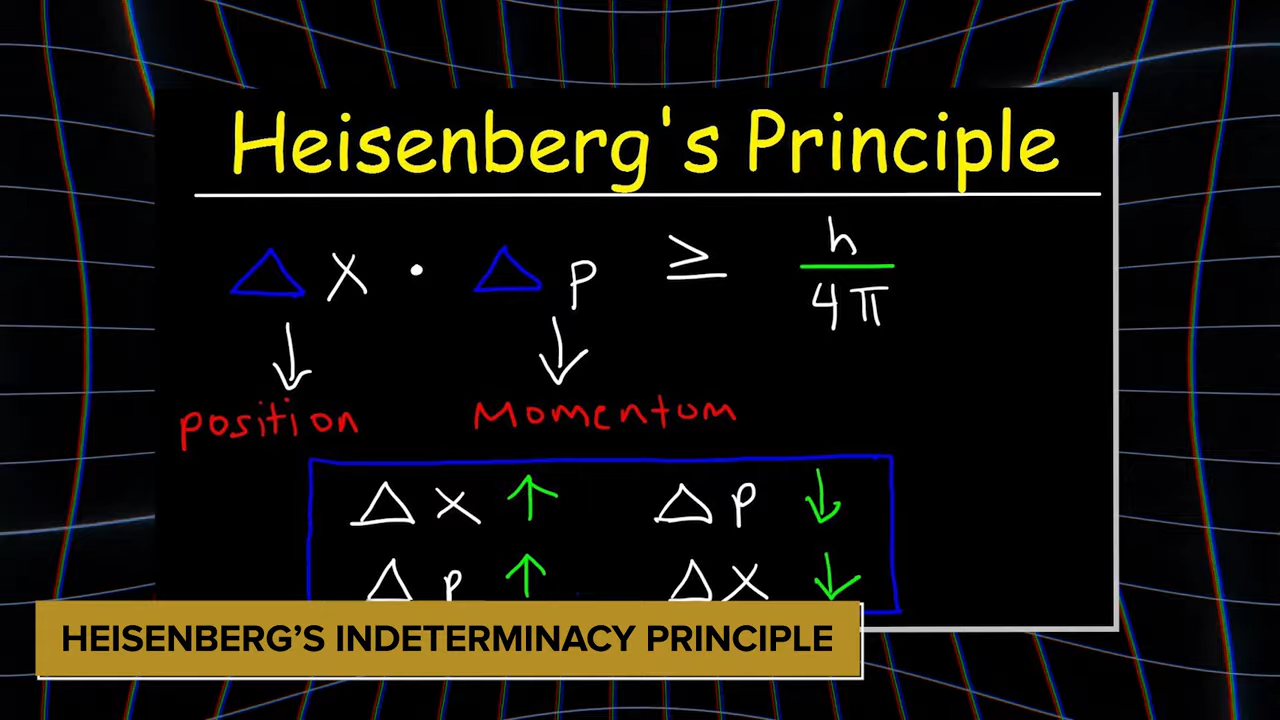 Heisenberg's Principle
Δ x · Δ p ≥ h / 4π
position Momentum
Δ x ↑ Δ p ↓
Δ p ↑ Δ x ↓
HEISENBERG’S INDETERMINACY PRINCIPLE